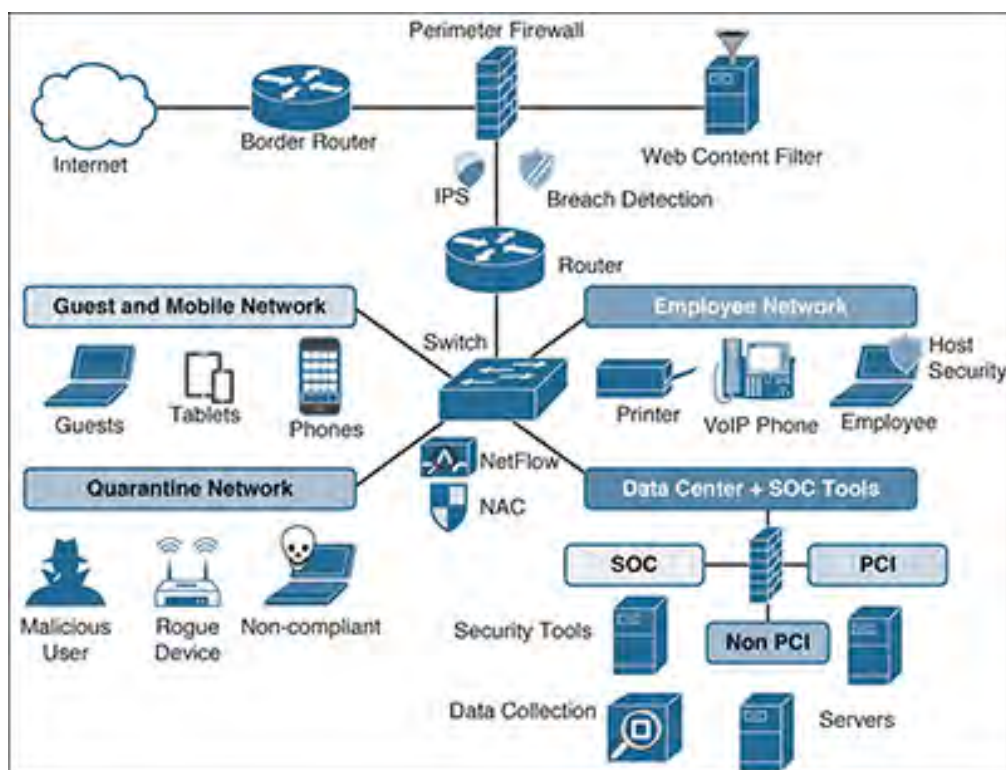 Perimeter Firewall
Internet
Border Router
Web Content Filter
IPS
Breach Detection
Router
Guest and Mobile Network
Employee Network
Switch
Guests
Tablets
Phones
Printer
VoIP Phone
Host
Security
Employee
NetFlow
NAC
Quarantine Network
Data Center + SOC Tools
Malicious
User
Rogue
Device
Non-compliant
SOC
PCI
Security Tools
Non PCI
Data Collection
Servers